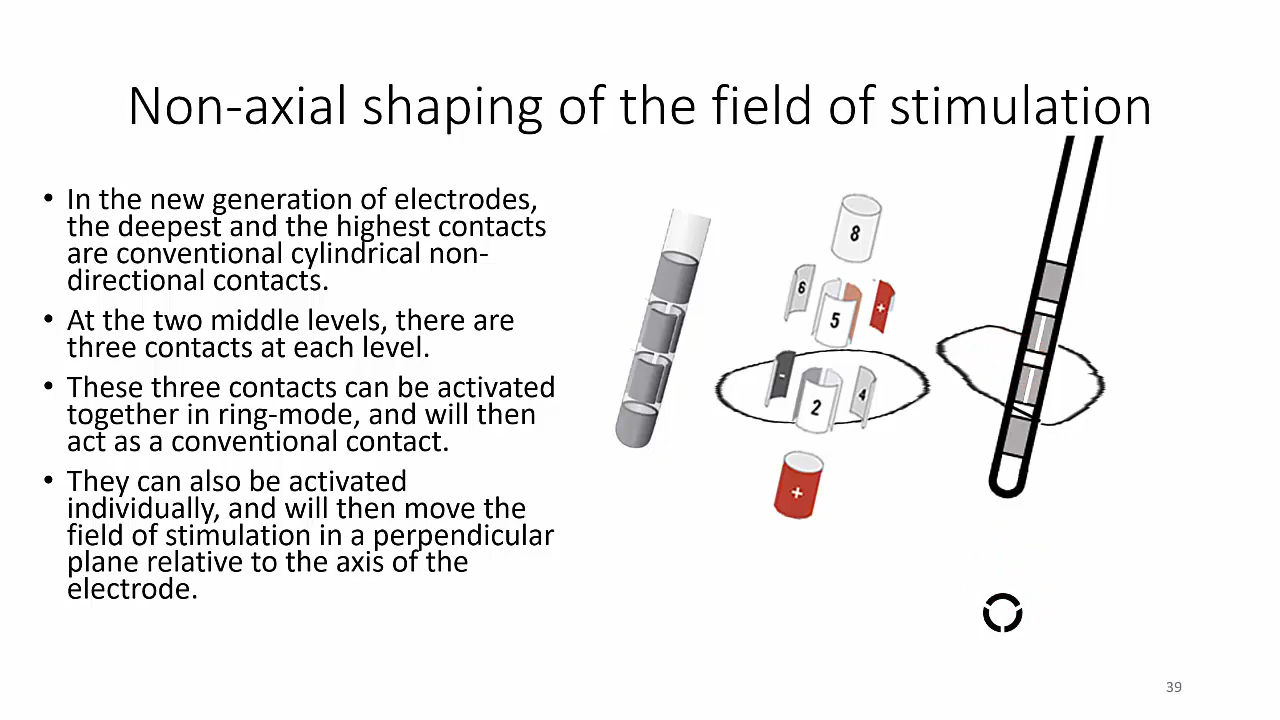 Non-axial shaping of the field of stimulation
• In the new generation of electrodes,
the deepest and the highest contacts
are conventional cylindrical non-
directional contacts.
• At the two middle levels, there are
three contacts at each level.
• These three contacts can be activated
together in ring-mode, and will then
act as a conventional contact.
• They can also be activated
individually, and will then move the
field of stimulation in a perpendicular
plane relative to the axis of the
electrode.
8
6
5
+
-
2
4
+
39